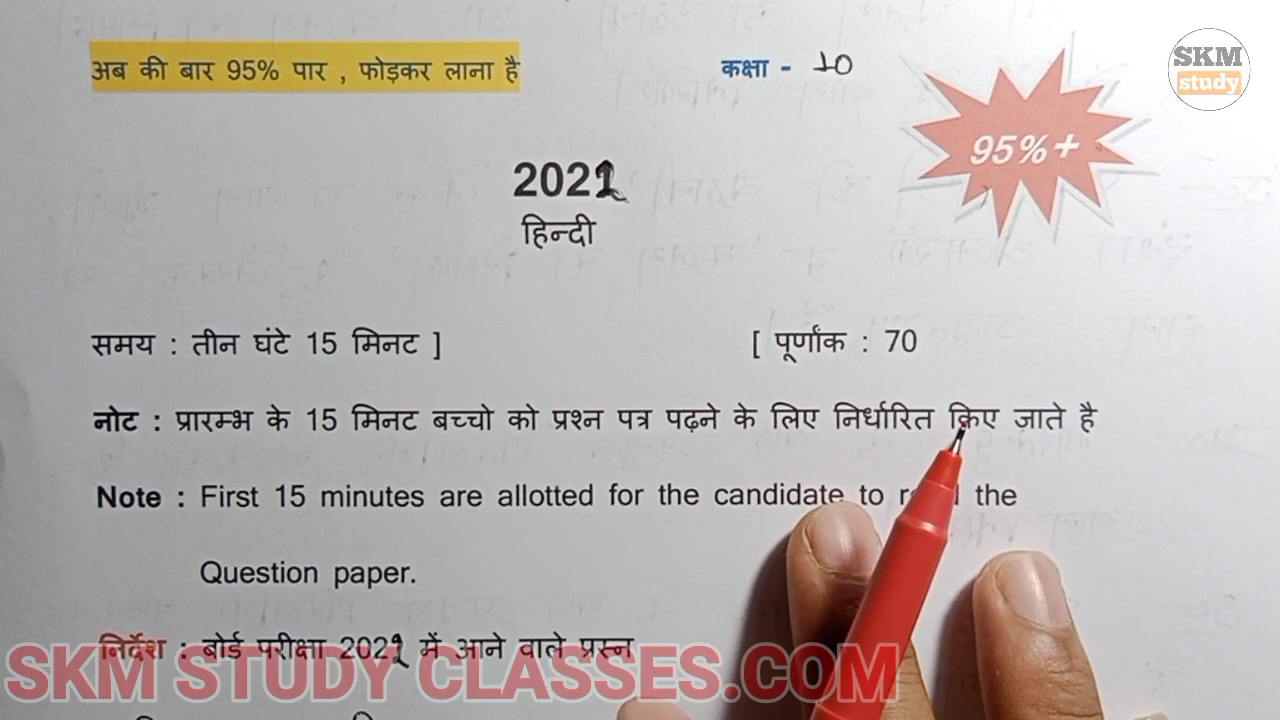 अब की बार 95% पार , फोड़कर लाना है
कक्षा - 10
SKM
study
95%+
2022
हिन्दी
समय : तीन घंटे 15 मिनट ] [ पूर्णांक : 70
नोट : प्रारम्भ के 15 मिनट बच्चो को प्रश्न पत्र पढ़ने के लिए निर्धारित किए जाते है
Note : First 15 minutes are allotted for the candidate to the
Question paper.
निर्देश : बोर्ड परीक्षा 2022 में आने वाले प्रश्न
SKM STUDY CLASSES.COM